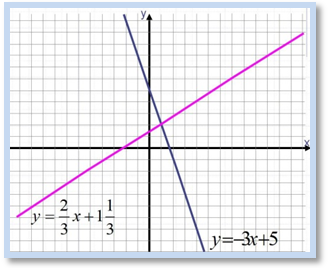 y
x
y = 2/3 x + 1 1/3
y=-3x+5